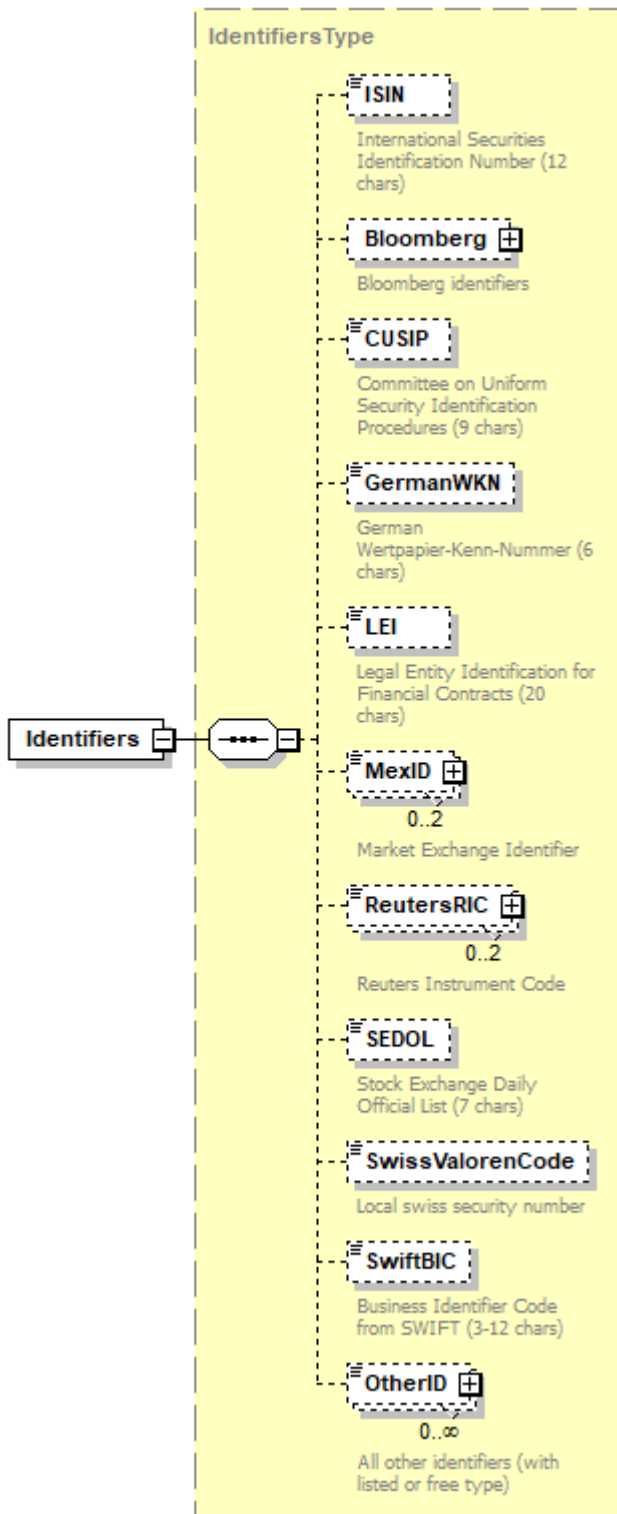 IdentifiersType
ISIN
International Securities
Identification Number (12
chars)
Bloomberg
Bloomberg identifiers
CUSIP
Committee on Uniform
Security Identification
Procedures (9 chars)
GermanWKN
German
Wertpapier-Kenn-Nummer (6
chars)
LEI
Legal Entity Identification for
Financial Contracts (20
chars)
Identifiers
MexID
0..2
Market Exchange Identifier
ReutersRIC
0..2
Reuters Instrument Code
SEDOL
Stock Exchange Daily
Official List (7 chars)
SwissValorenCode
Local swiss security number
SwiftBIC
Business Identifier Code
from SWIFT (3-12 chars)
OtherID
0..∞
All other identifiers (with
listed or free type)